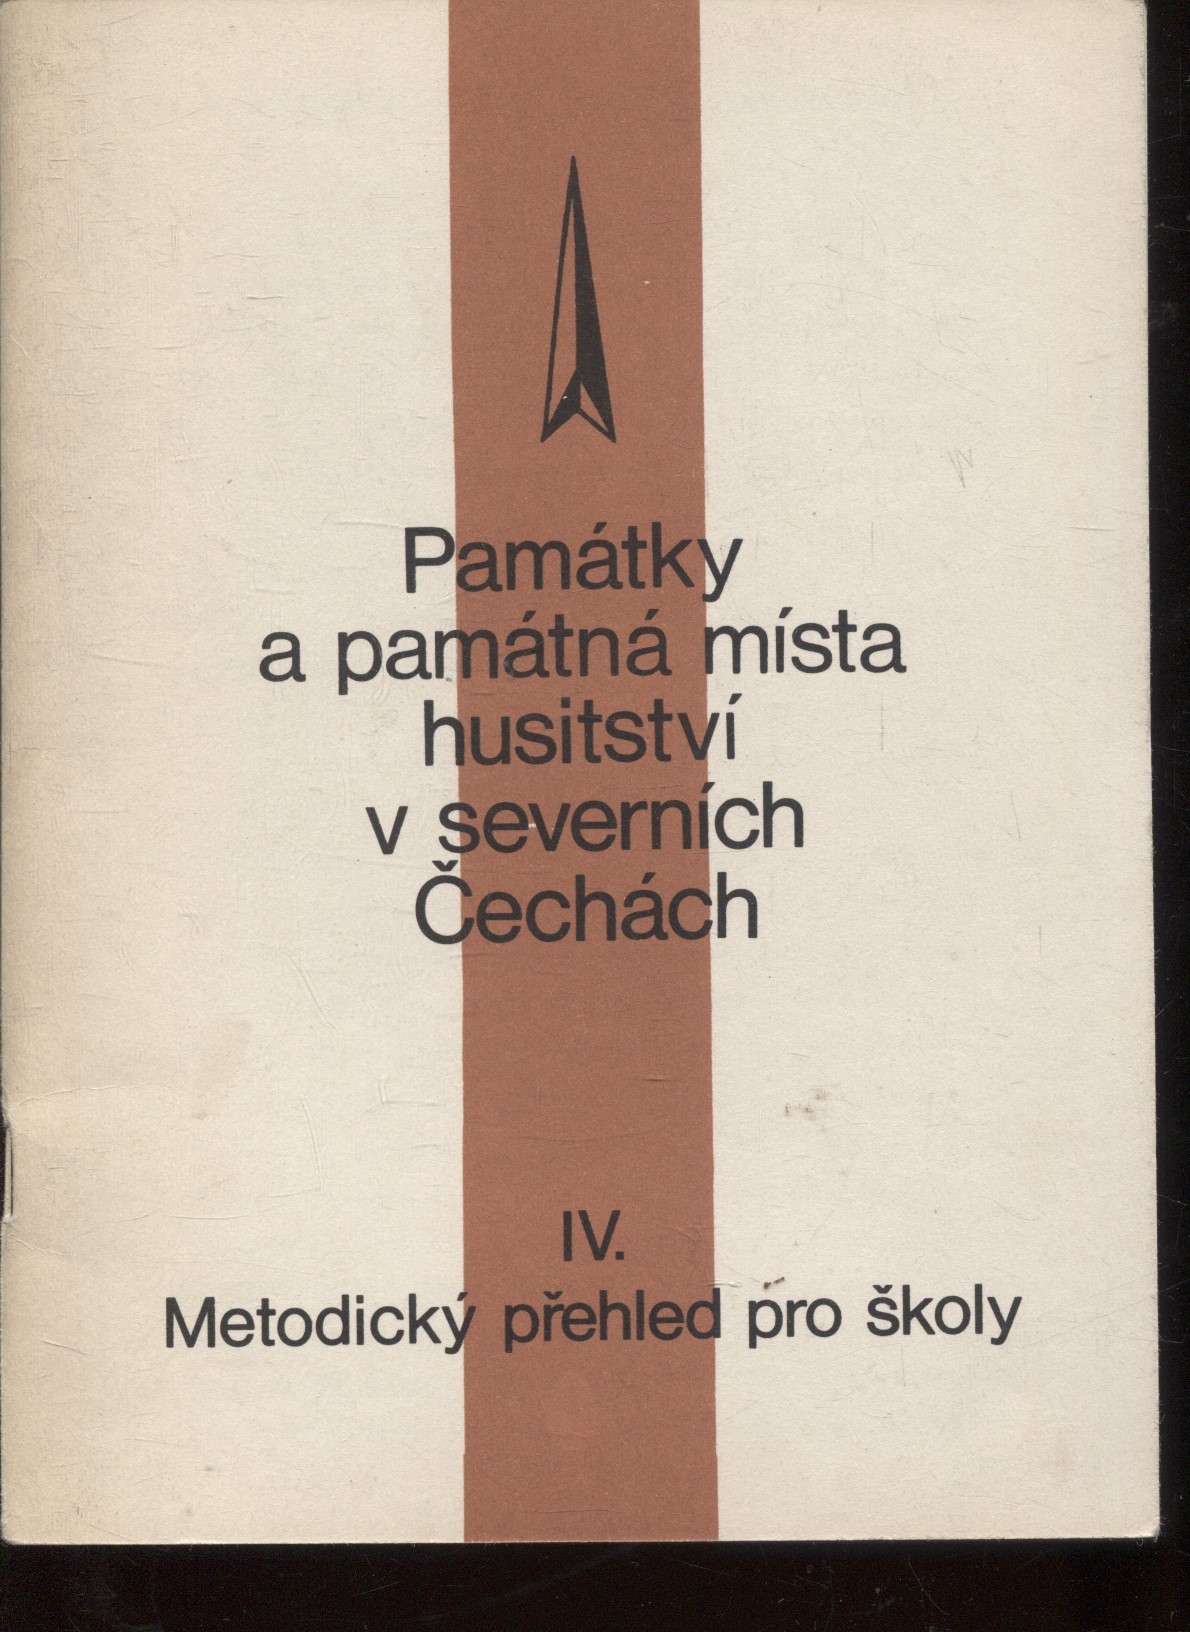 Památky
a památná místa
husitství
v severních
Čechách
IV.
Metodický přehled pro školy